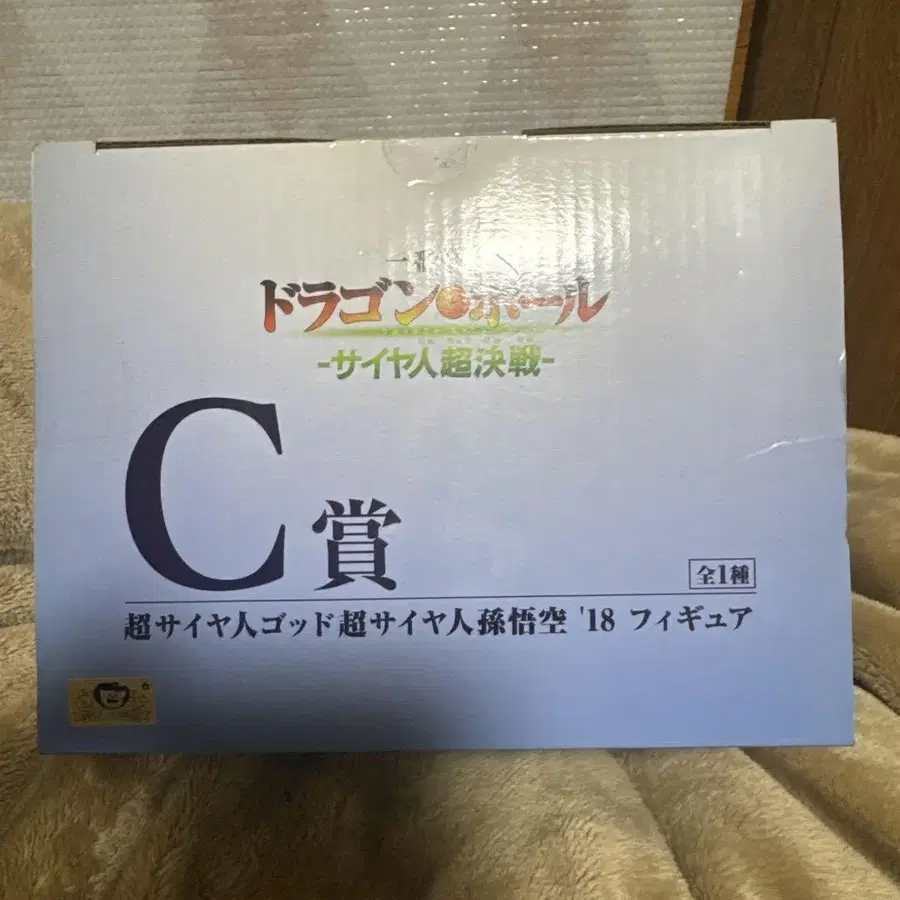 一番
ドラゴンボール
-サイヤ人超決戦-
C賞
全1種
超サイヤ人ゴッド超サイヤ人孫悟空 '18 フィギュア